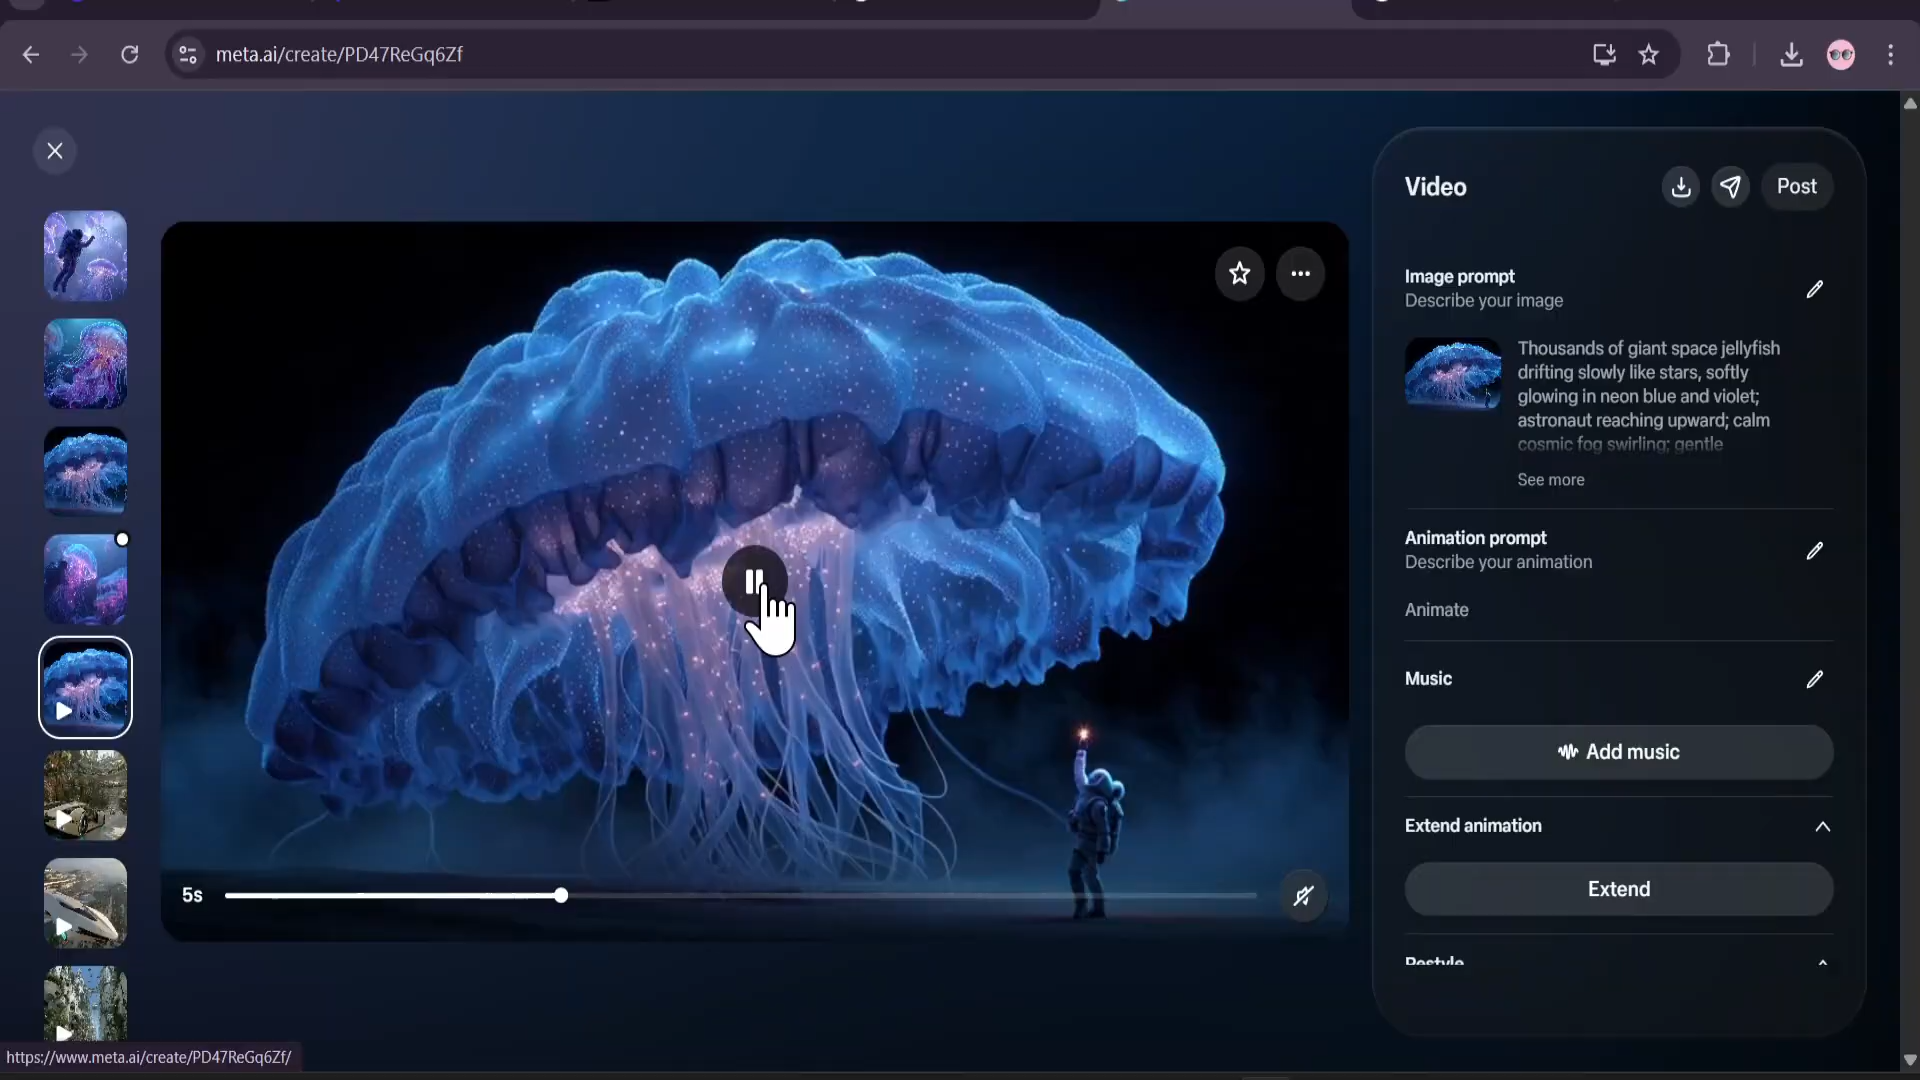 meta.ai/create/PD47ReGq6Zf
Video
Post
Image prompt
Describe your image
Thousands of giant space jellyfish
drifting slowly like stars, softly
glowing in neon blue and violet;
astronaut reaching upward; calm
cosmic fog swirling; gentle
See more
Animation prompt
Describe your animation
Animate
Music
Add music
Extend animation
Extend
Restyle
5s
https://www.meta.ai/create/PD47ReGq6Zf/